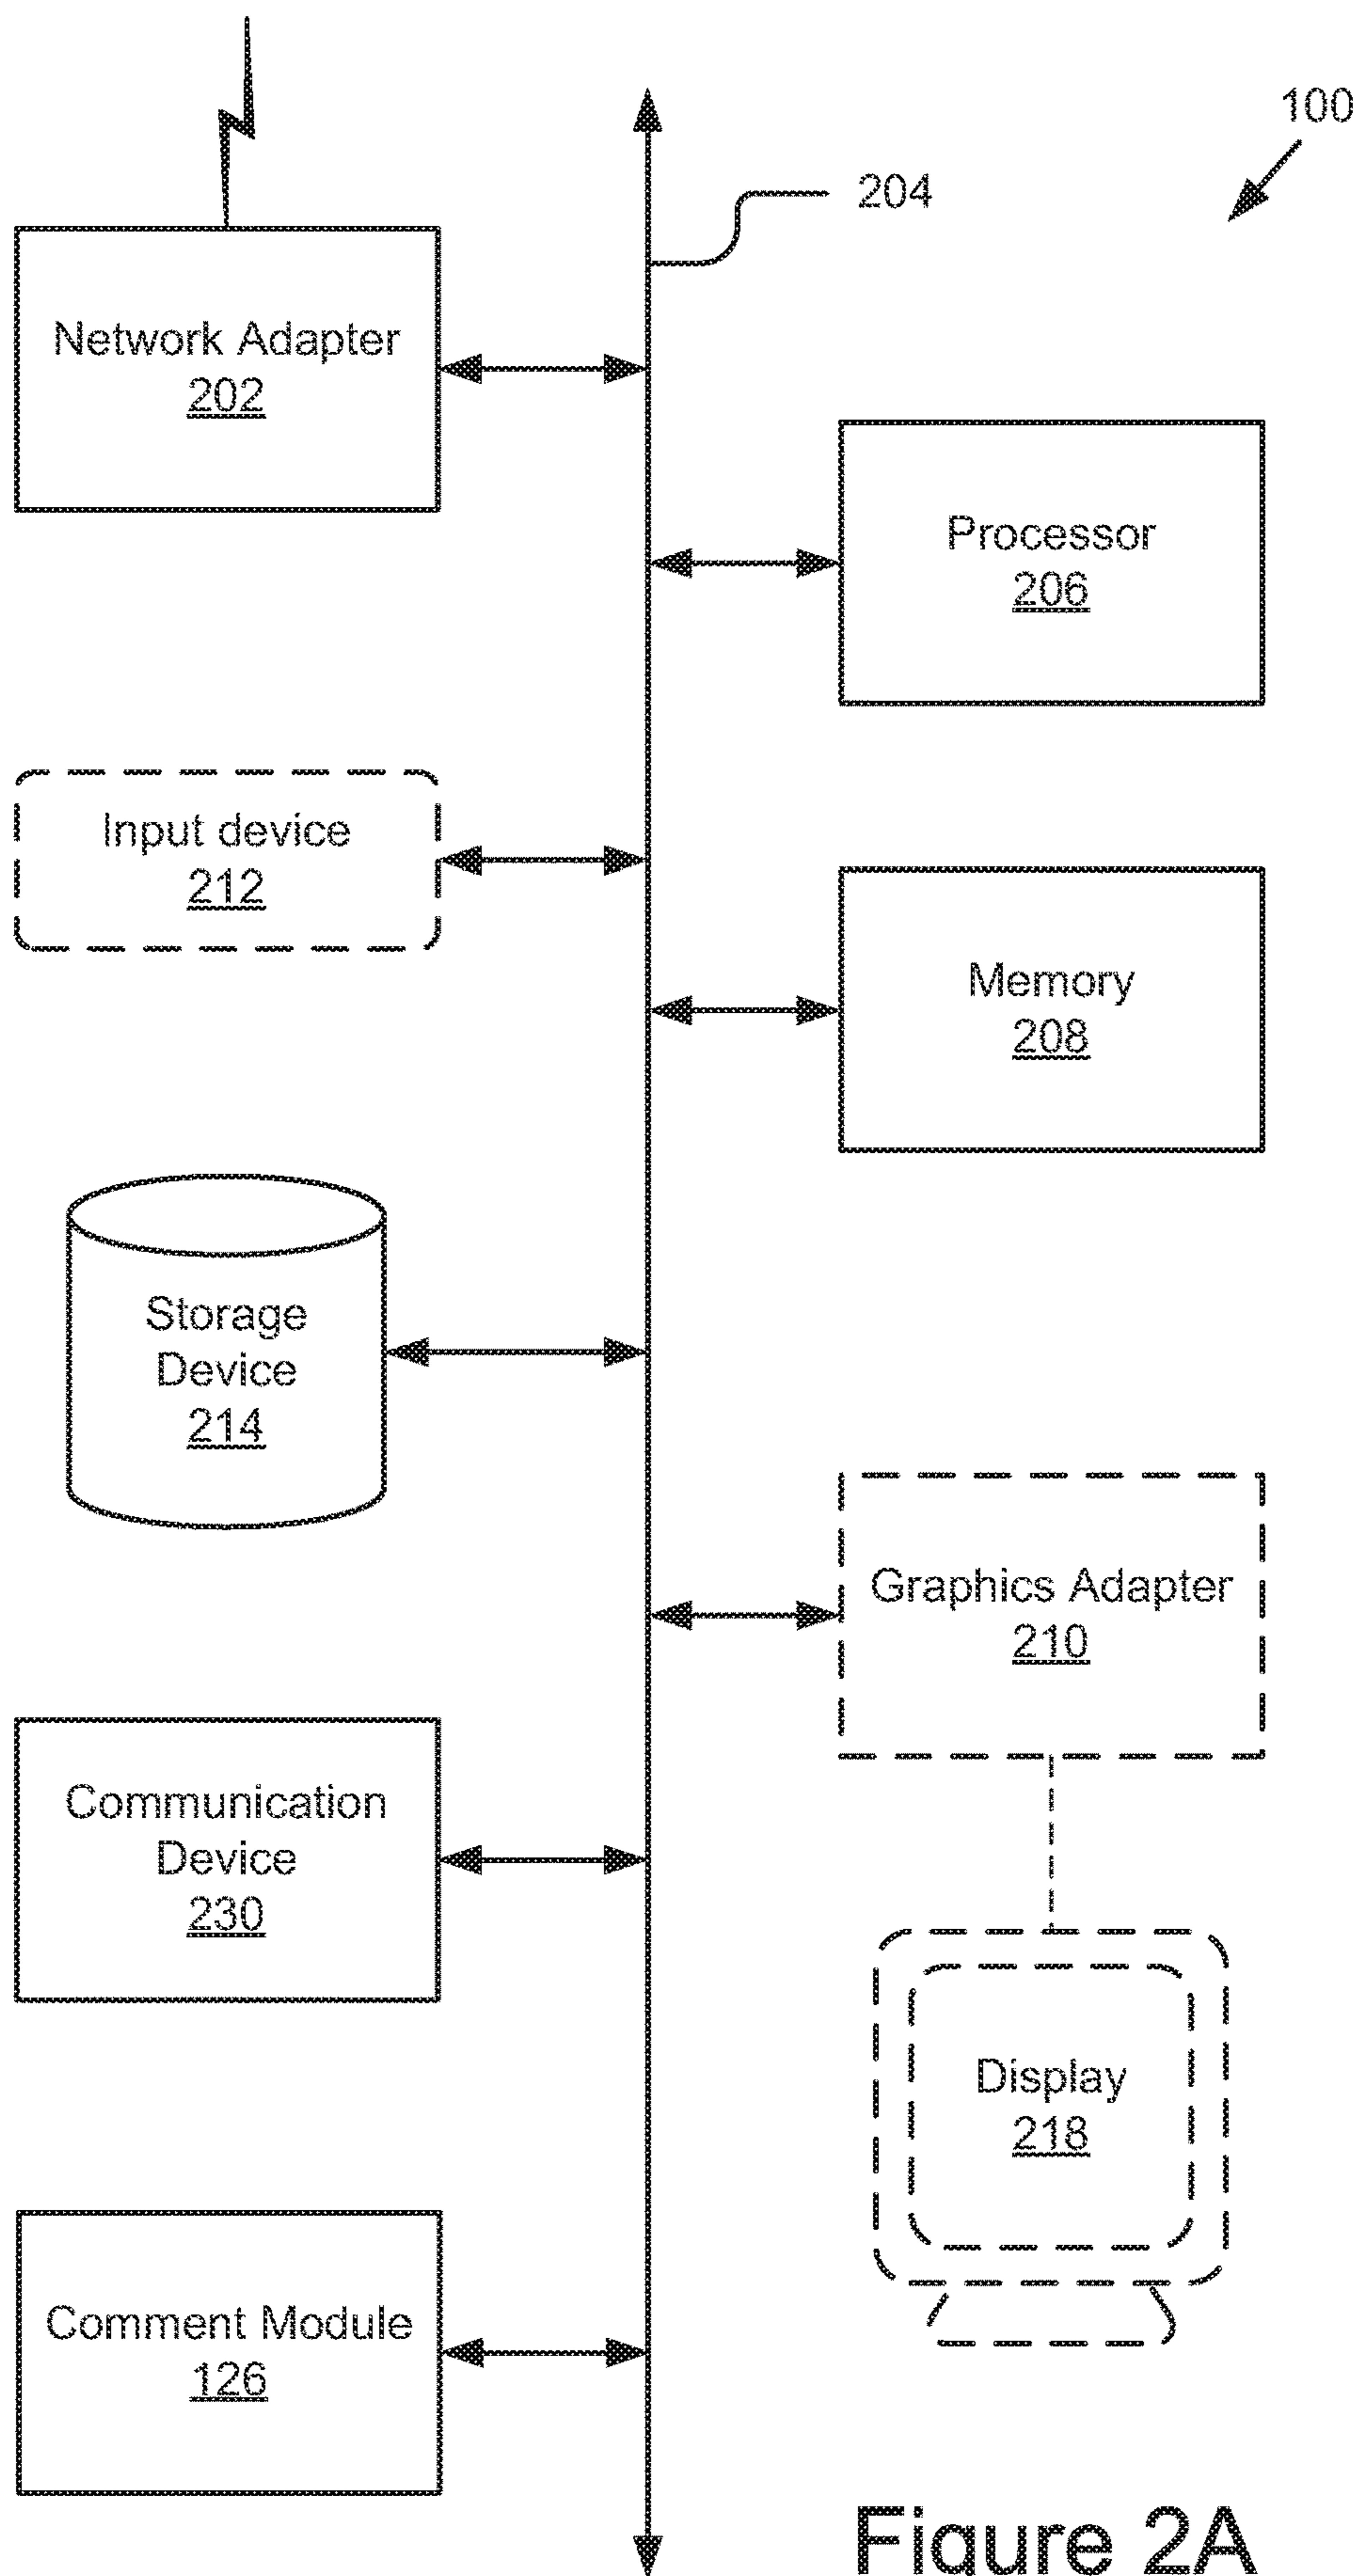 100
204
Network Adapter
202
Processor
206
Input device
212
Memory
208
Storage
Device
214
Graphics Adapter
210
Communication
Device
230
Display
218
Comment Module
126
Figure 2A